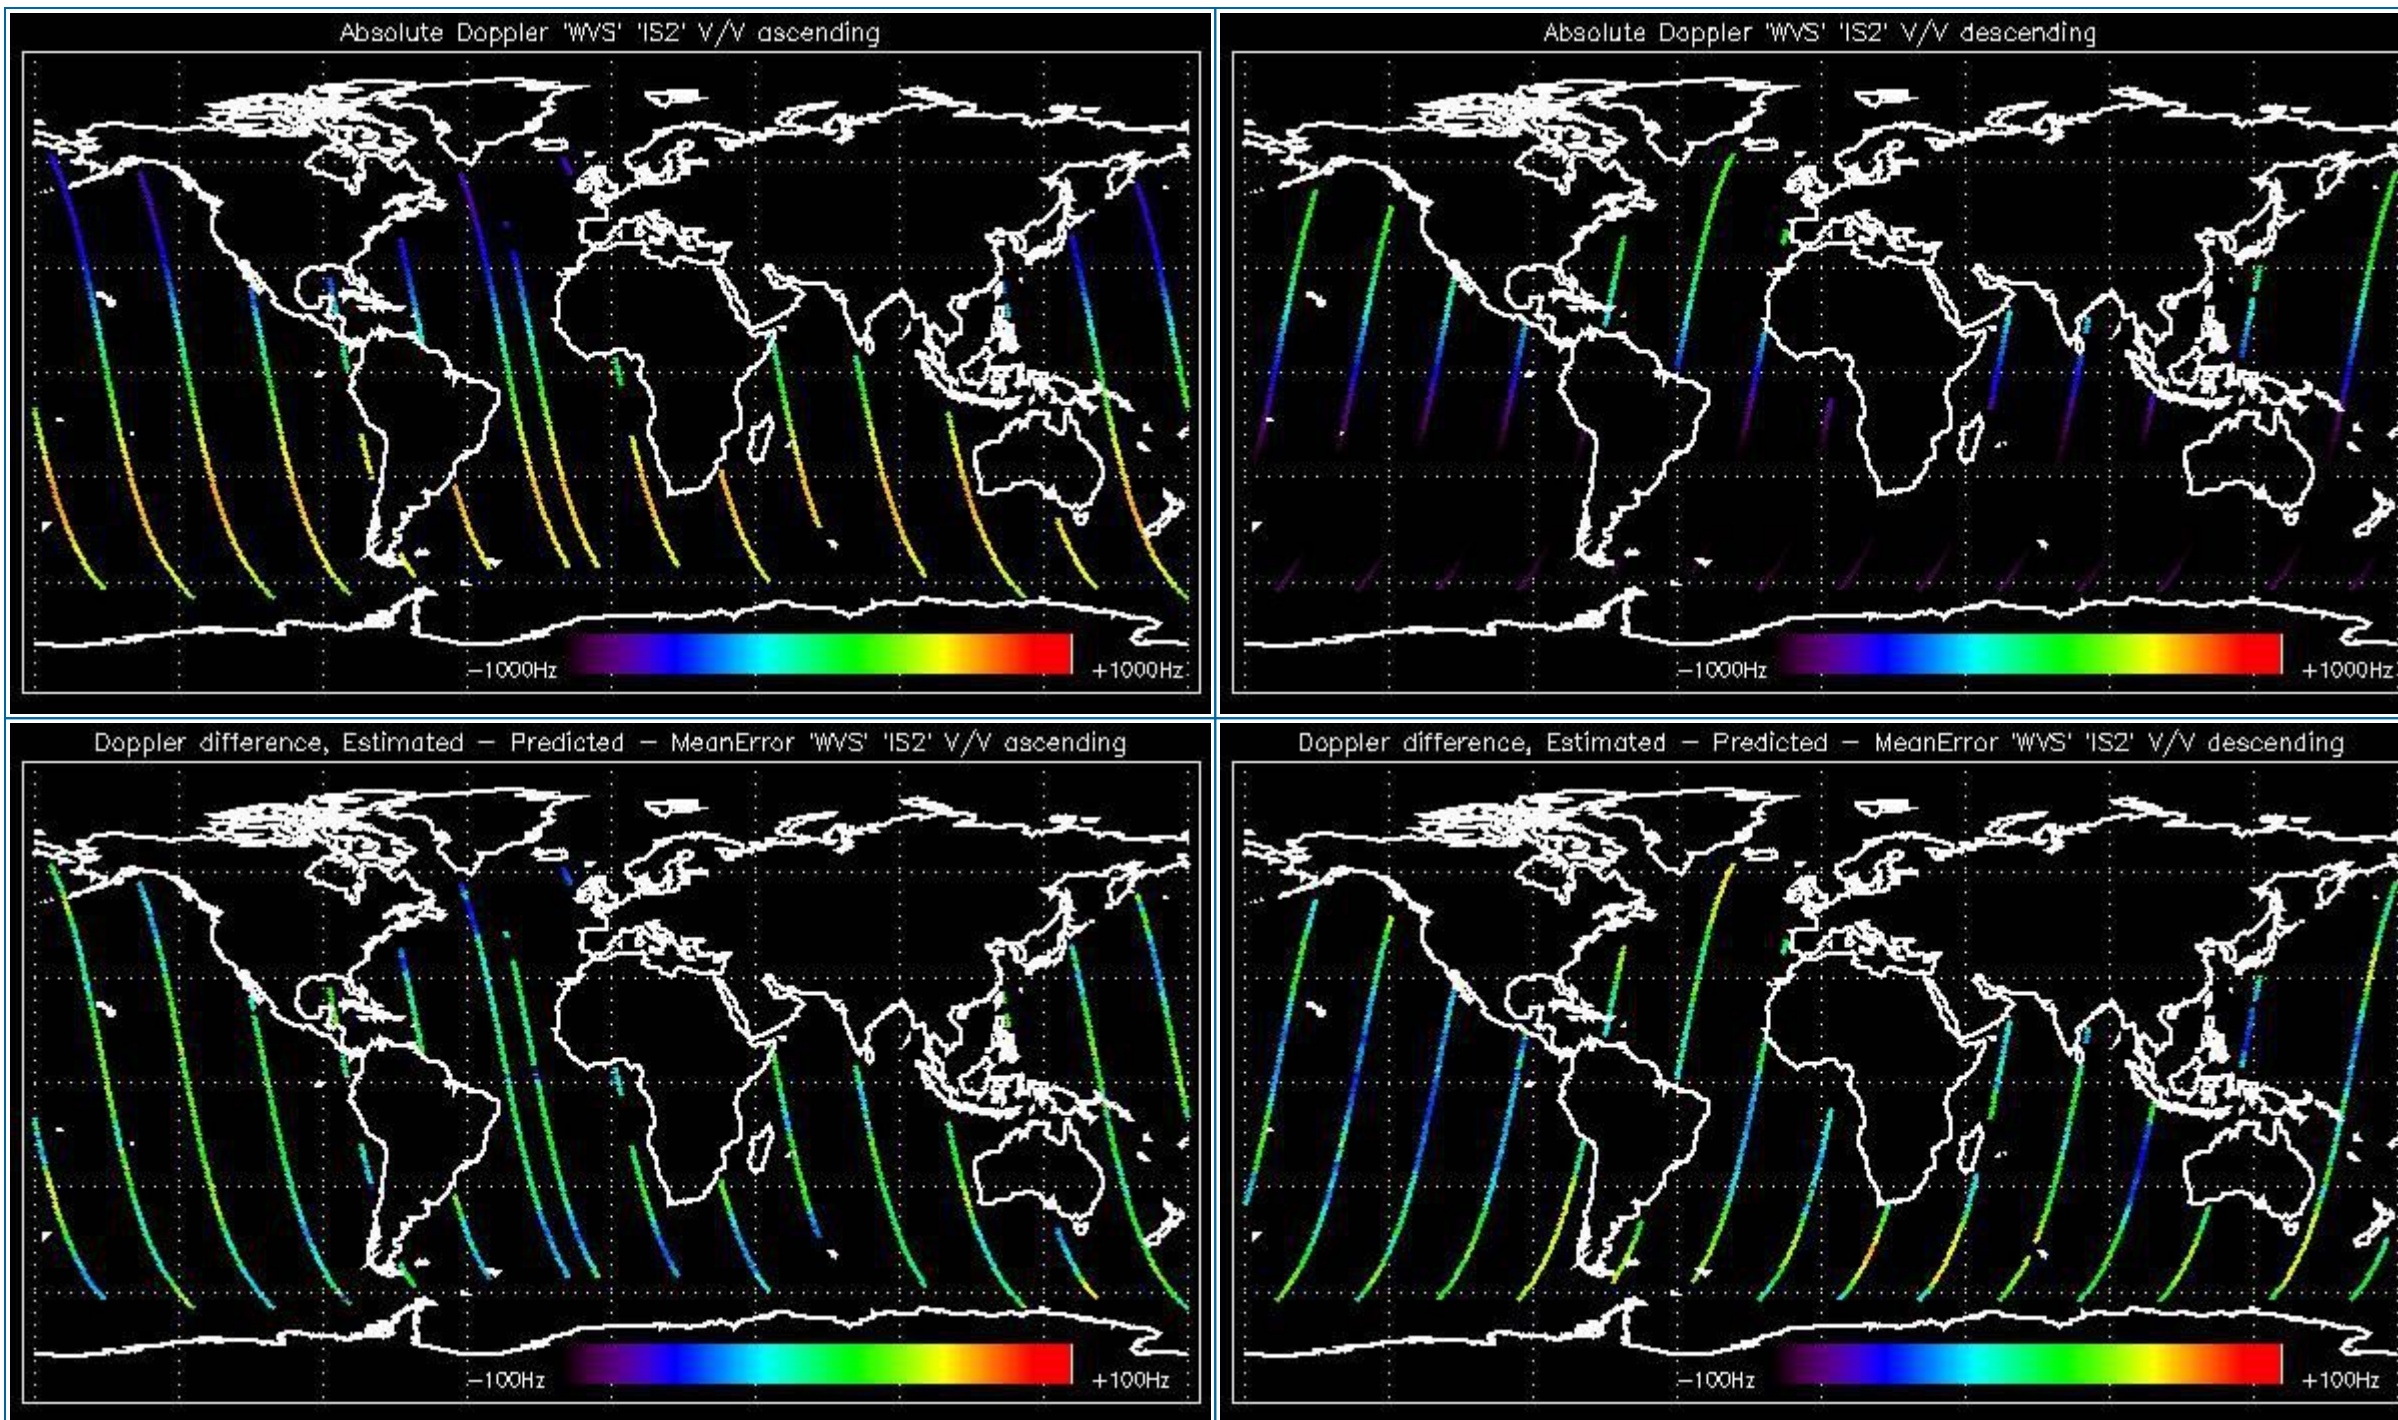 Absolute Doppler 'WVS' 'IS2' V/V ascending
-1000Hz
+1000Hz
Absolute Doppler 'WVS' 'IS2' V/V descending
-1000Hz
+1000Hz
Doppler difference, Estimated - Predicted - MeanError 'WVS' 'IS2' V/V ascending
-100Hz
+100Hz
Doppler difference, Estimated - Predicted - MeanError 'WVS' 'IS2' V/V descending
-100Hz
+100Hz